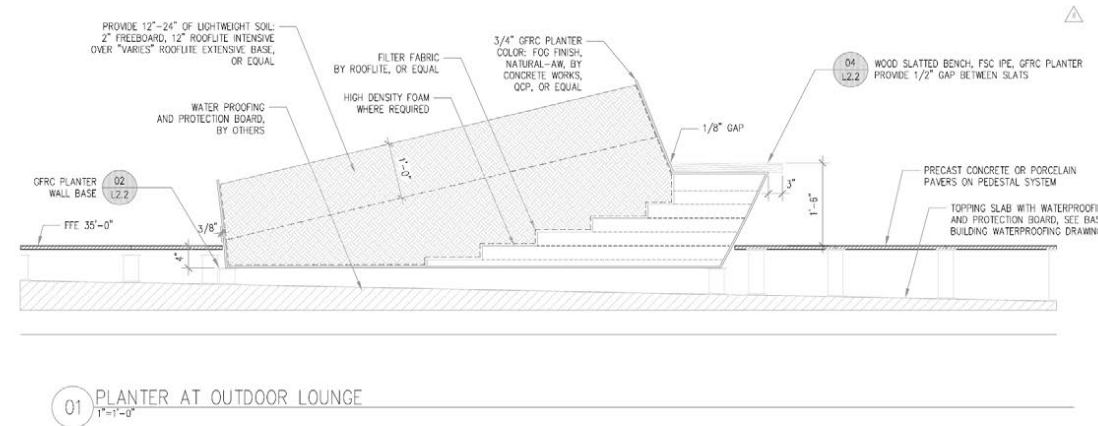 PROVIDE 12"-24" OF LIGHTWEIGHT SOIL:
2" FREEBOARD, 12" ROOFLITE INTENSIVE
OVER "VARIES" ROOFLITE EXTENSIVE BASE,
OR EQUAL
FILTER FABRIC
BY ROOFLITE, OR EQUAL
HIGH DENSITY FOAM
WHERE REQUIRED
3/4" GFRC PLANTER
COLOR: FOG FINISH,
NATURAL-AW, BY
CONCRETE WORKS,
QCP, OR EQUAL
04
L2.2
WOOD SLATTED BENCH, FSC IPE, GFRC PLANTER
PROVIDE 1/2" GAP BETWEEN SLATS
WATER PROOFING
AND PROTECTION BOARD,
BY OTHERS
1/8" GAP
1'-0"
GFRC PLANTER
WALL BASE
02
L2.2
3"
1'-6"
PRECAST CONCRETE OR PORCELAIN
PAVERS ON PEDESTAL SYSTEM
FFE 35'-0"
3/8"
4"
TOPPING SLAB WITH WATERPROOFI
AND PROTECTION BOARD, SEE BAS
BUILDING WATERPROOFING DRAWING
01
PLANTER AT OUTDOOR LOUNGE
1"=1'-0"